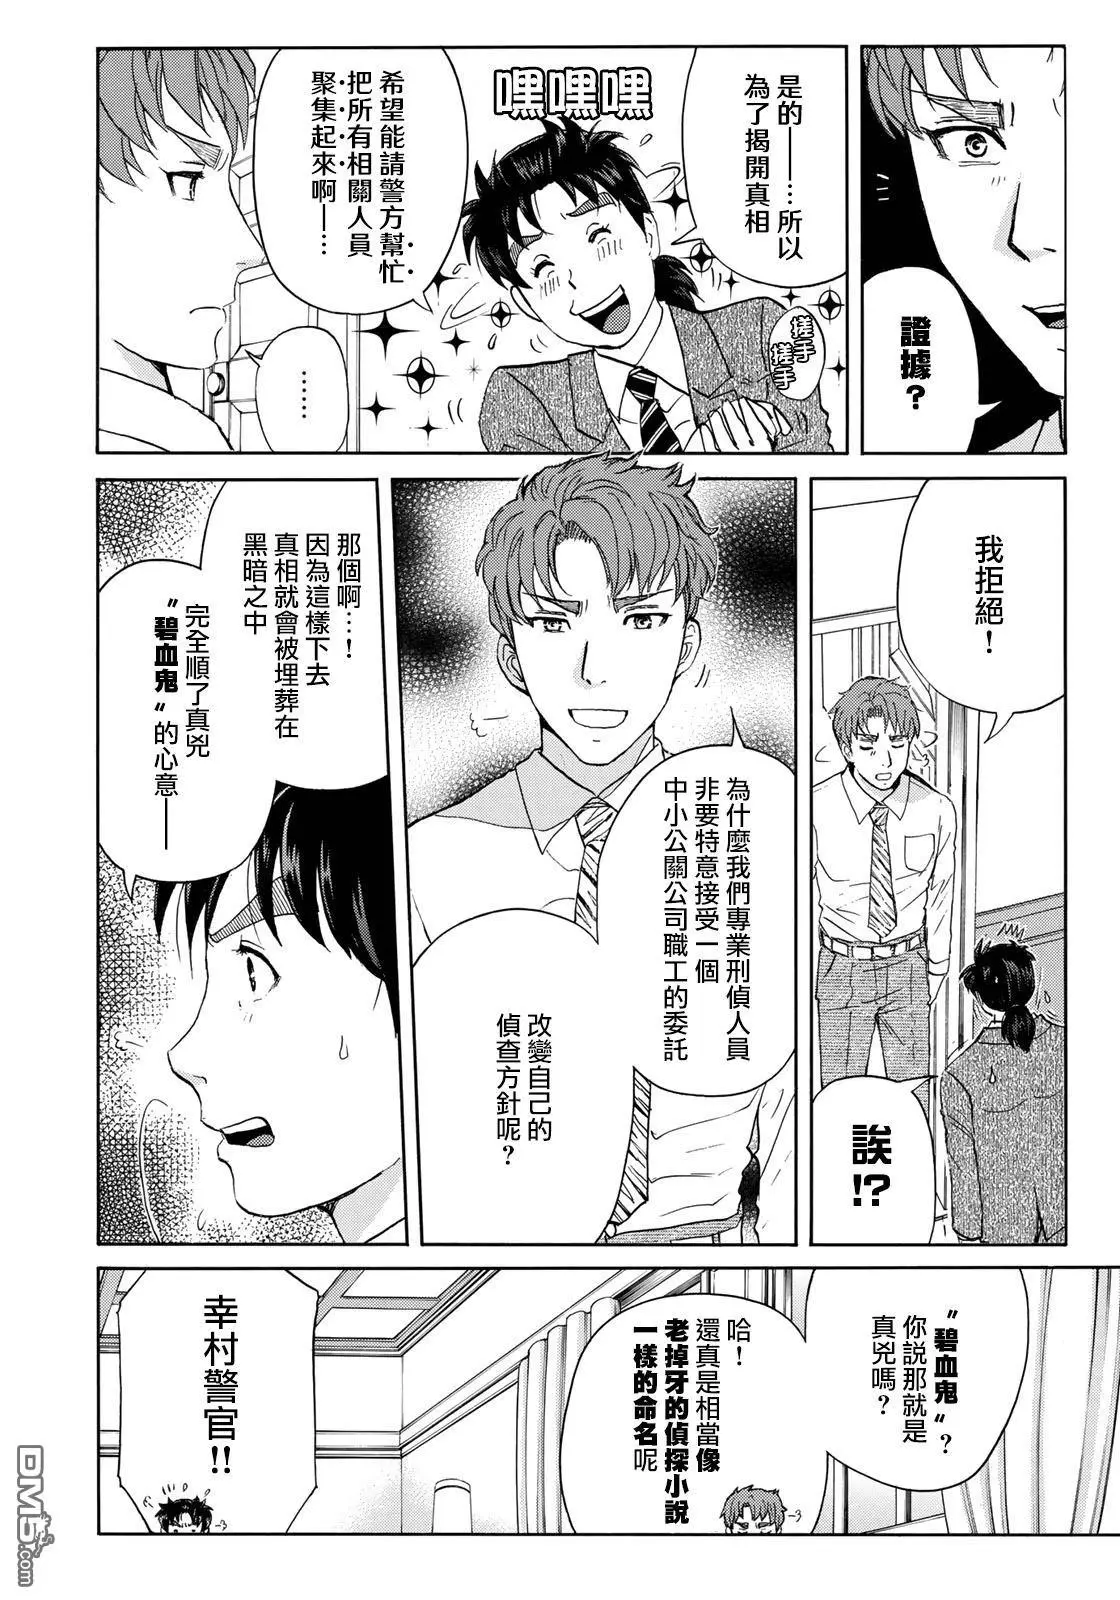 證據？
是的——…所以
為了揭開真相
搓手
搓手
嘿嘿嘿
希望能請警方幫忙
把所有相關人員
聚集起來啊——…
……
我拒絕！
誒！？
為什麼我們專業刑偵人員
非要特意接受一個
中小公關公司職工的委託
改變自己的
偵查方針呢？
那個啊…！
因為這樣下去
真相就會被埋葬在
黑暗之中
完全順了真兇
“碧血鬼”的心意——
“碧血鬼”？
你說那就是
真兇嗎？
哈！
還真是相當像
老掉牙的偵探小說
一樣的命名呢
幸村警官！！
DM5
DM5.com